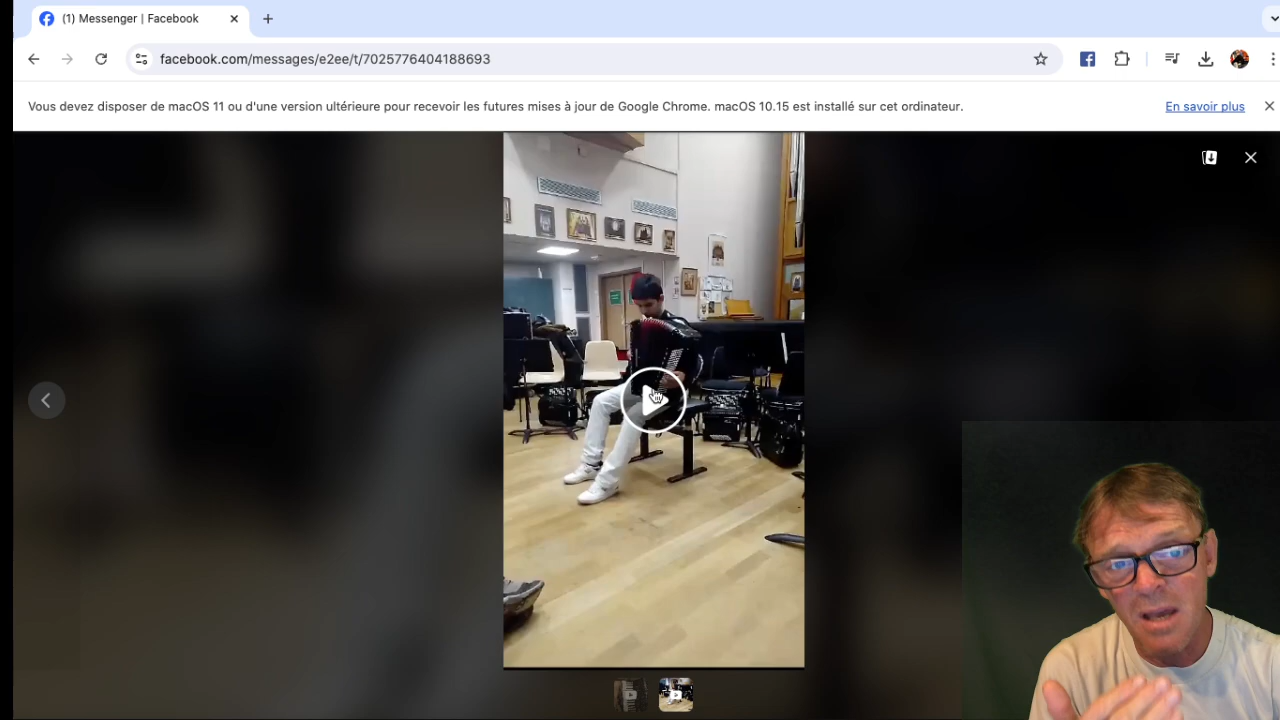 (1) Messenger | Facebook
facebook.com/messages/e2ee/t/7025776404188693
Vous devez disposer de macOS 11 ou d'une version ultérieure pour recevoir les futures mises à jour de Google Chrome. macOS 10.15 est installé sur cet ordinateur.
En savoir plus